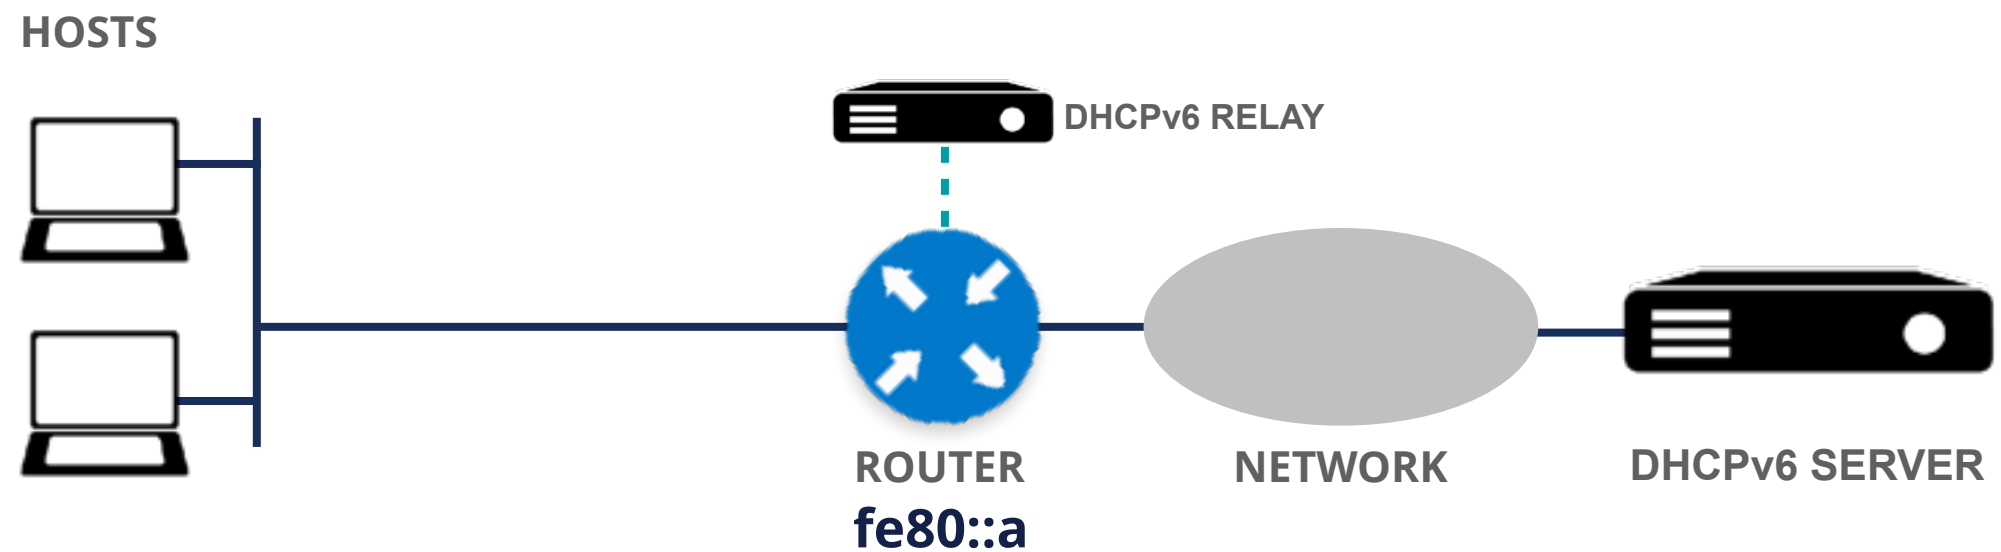 HOSTS
DHCPv6 RELAY
ROUTER
fe80::a
NETWORK
DHCPv6 SERVER